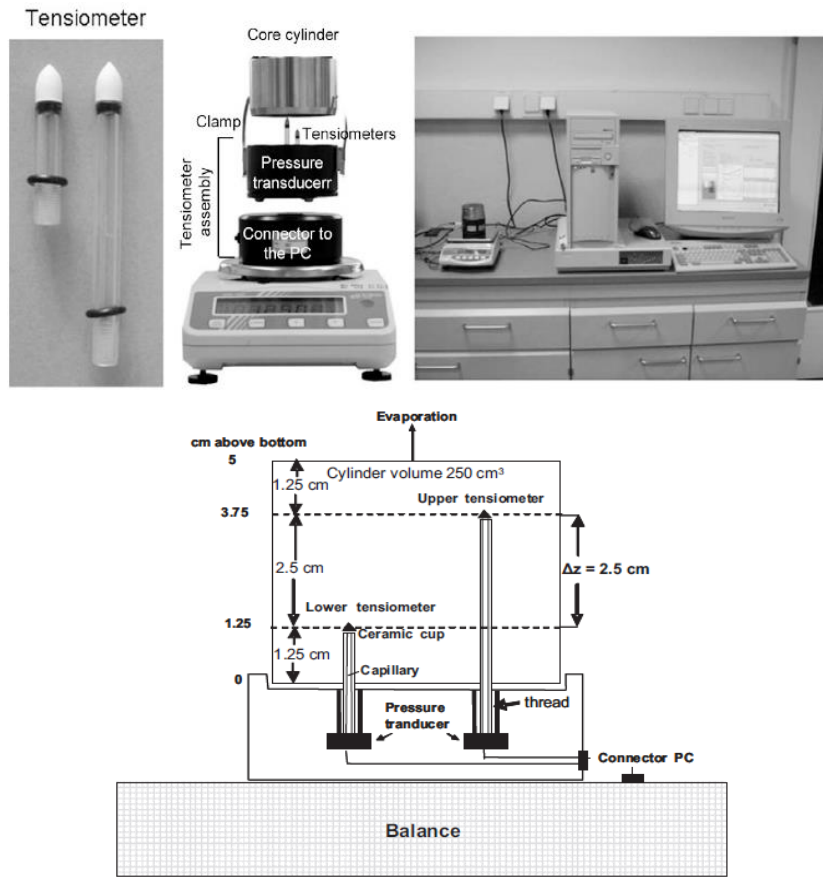 Tensiometer
Core cylinder
Clamp
Tensiometers
Tensiometer
assembly
Pressure
transducerr
Connector to
the PC
Evaporation
cm above bottom
5
Cylinder volume 250 cm³
1.25 cm
Upper tensiometer
3.75
2.5 cm
Δz = 2.5 cm
Lower tensiometer
1.25
Ceramic cup
1.25 cm
Capillary
0
thread
Pressure
tranducer
Connector PC
Balance